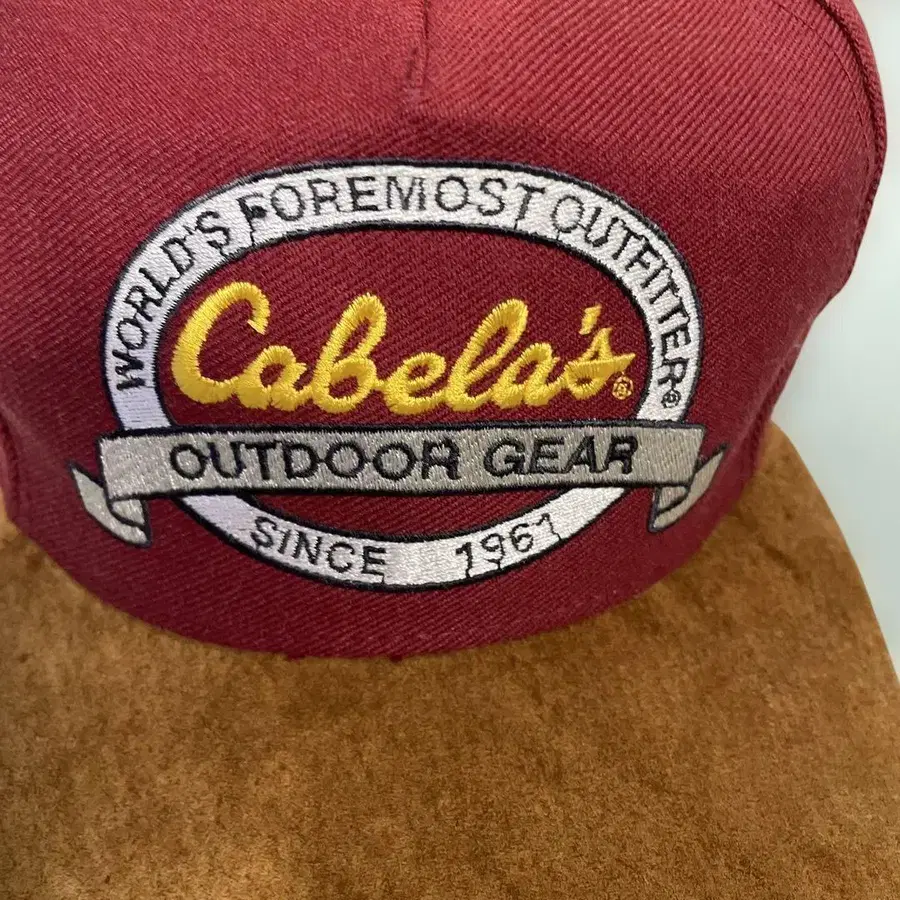 WORLD'S FOREMOST OUTFITTER®
Cabela's®
OUTDOOR GEAR
SINCE 1961